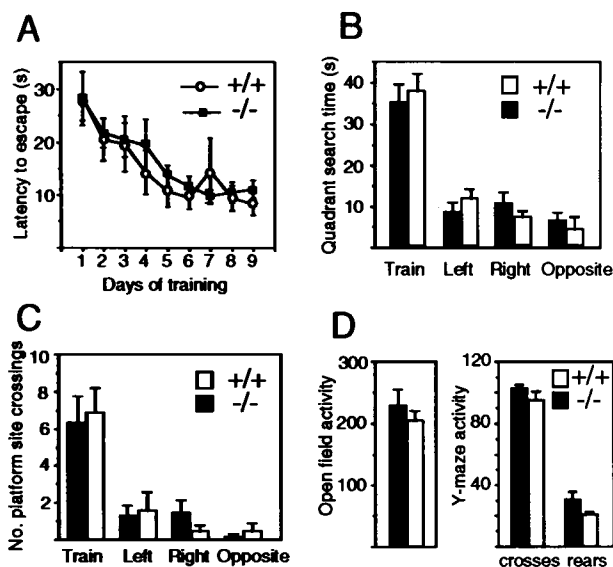 A
Latency to escape (s)
30
20
10
+/+
-/-
1 2 3 4 5 6 7 8 9
Days of training
B
Quadrant search time (s)
40
30
20
10
+/+
-/-
Train Left Right Opposite
C
No. platform site crossings
10
8
6
4
2
+/+
-/-
Train Left Right Opposite
D
Open field activity
300
200
100
Y-maze activity
120
80
40
+/+
-/-
crosses rears